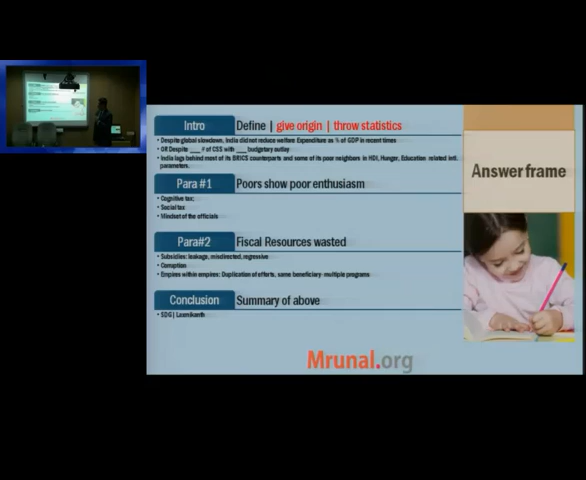 Intro
Define | give origin | throw statistics
• Despite global slowdown, India did not reduce welfare Expenditure as % of GDP in recent times
• OR Despite ___ # of CSS with ___ budgetary outlay
• India lags behind most of its BRICS counterparts and some of its poor neighbors in HDI, Hunger, Education related intl. parameters.
Para #1
Poors show poor enthusiasm
• Cognitive tax;
• Social tax
• Mindset of the officials
Para#2
Fiscal Resources wasted
• Subsidies: leakage, misdirected, regressive
• Corruption
• Empires within empires: Duplication of efforts, same beneficiary- multiple programs
Conclusion
Summary of above
• SDG | Laxmikanth
Answer frame
Mrunal.org